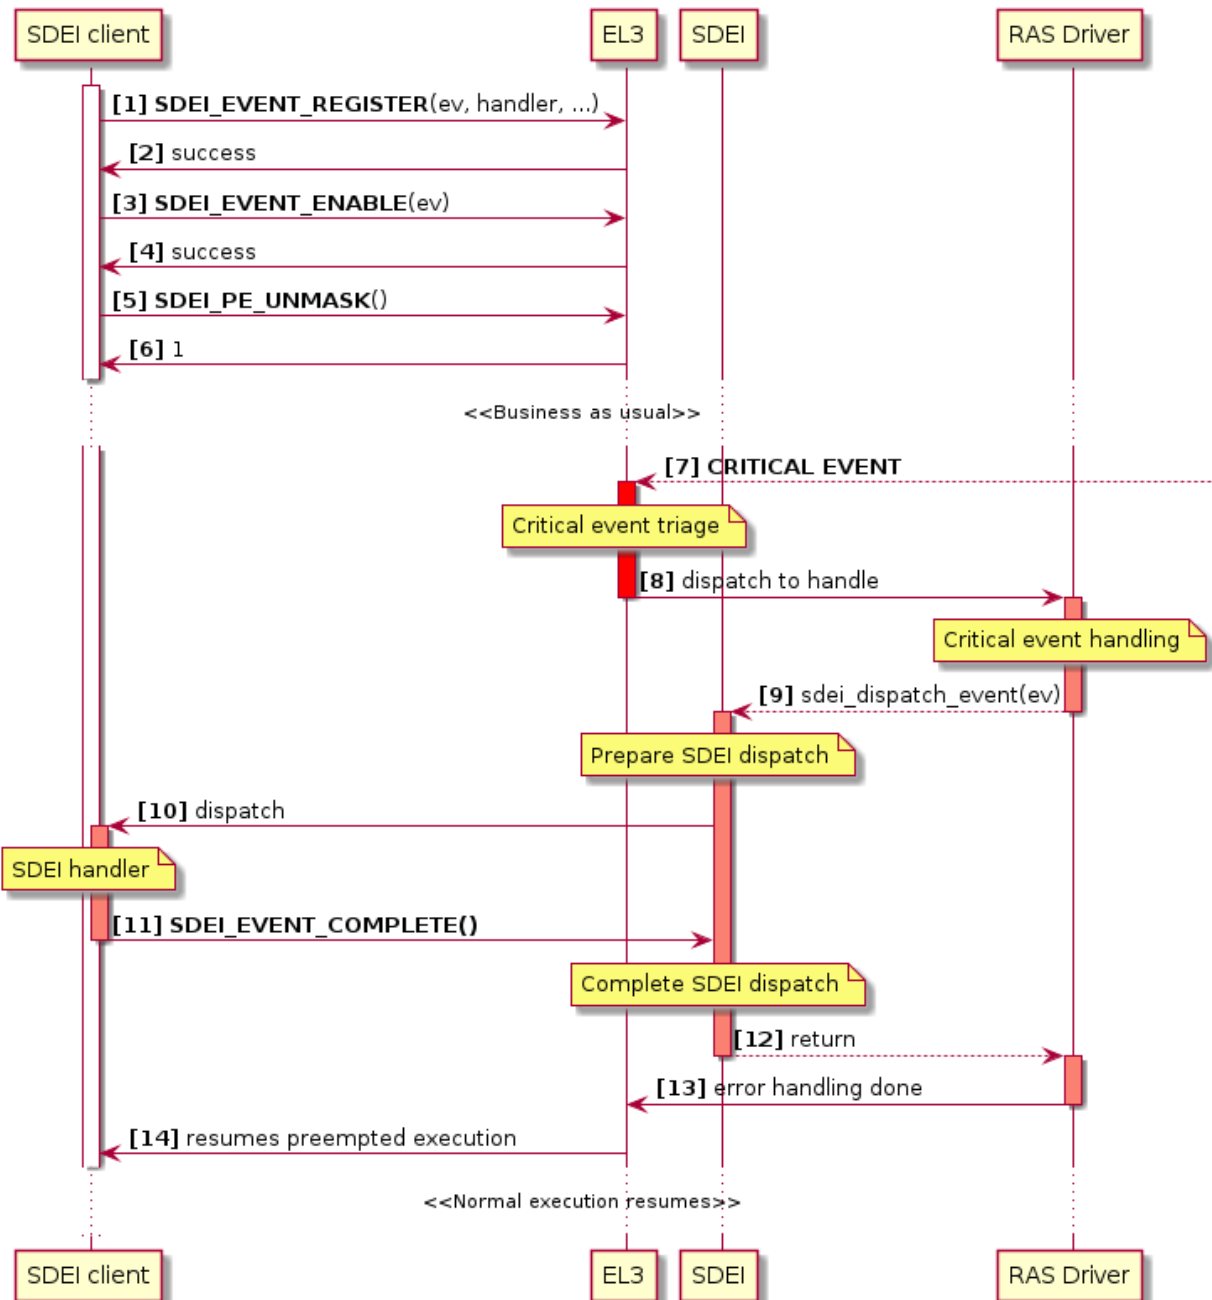 SDEI client
EL3
SDEI
RAS Driver
[1] SDEI_EVENT_REGISTER(ev, handler, ...)
[2] success
[3] SDEI_EVENT_ENABLE(ev)
[4] success
[5] SDEI_PE_UNMASK()
[6] 1
<<Business as usual>>
[7] CRITICAL EVENT
Critical event triage
[8] dispatch to handle
Critical event handling
[9] sdei_dispatch_event(ev)
Prepare SDEI dispatch
[10] dispatch
SDEI handler
[11] SDEI_EVENT_COMPLETE()
Complete SDEI dispatch
[12] return
[13] error handling done
[14] resumes preempted execution
<<Normal execution resumes>>
SDEI client
EL3
SDEI
RAS Driver